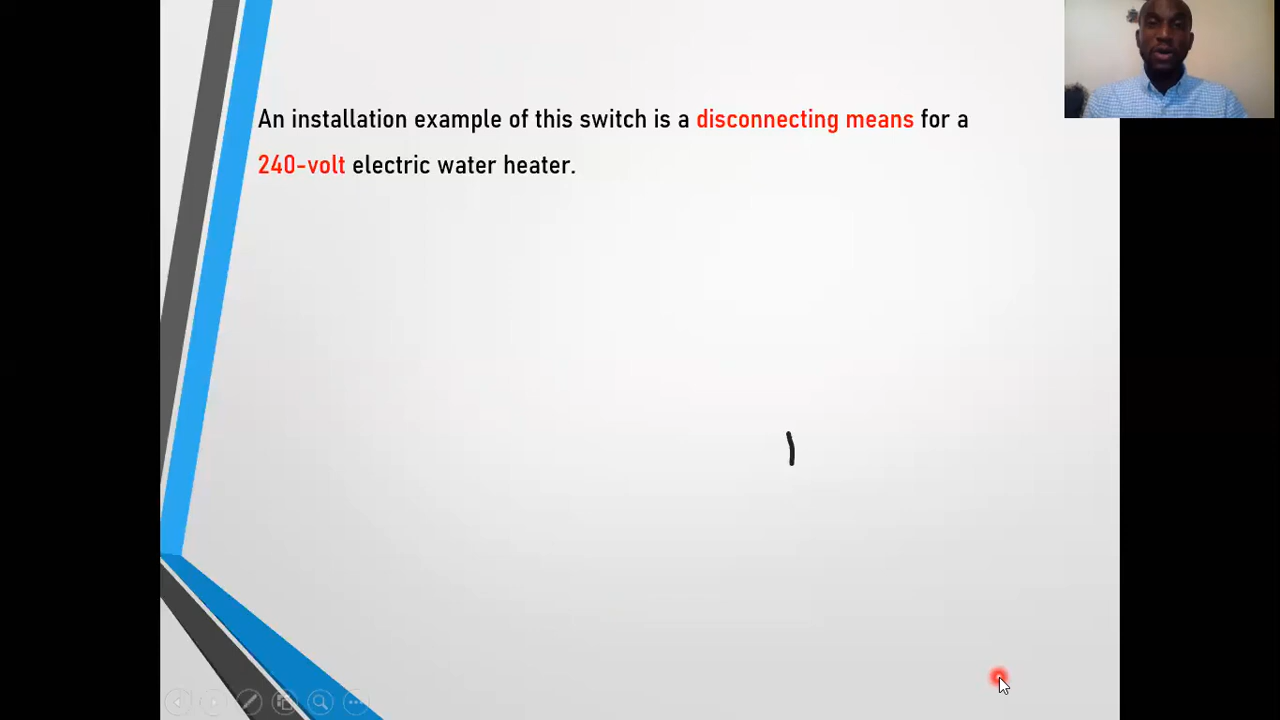 An installation example of this switch is a disconnecting means for a
240-volt electric water heater.